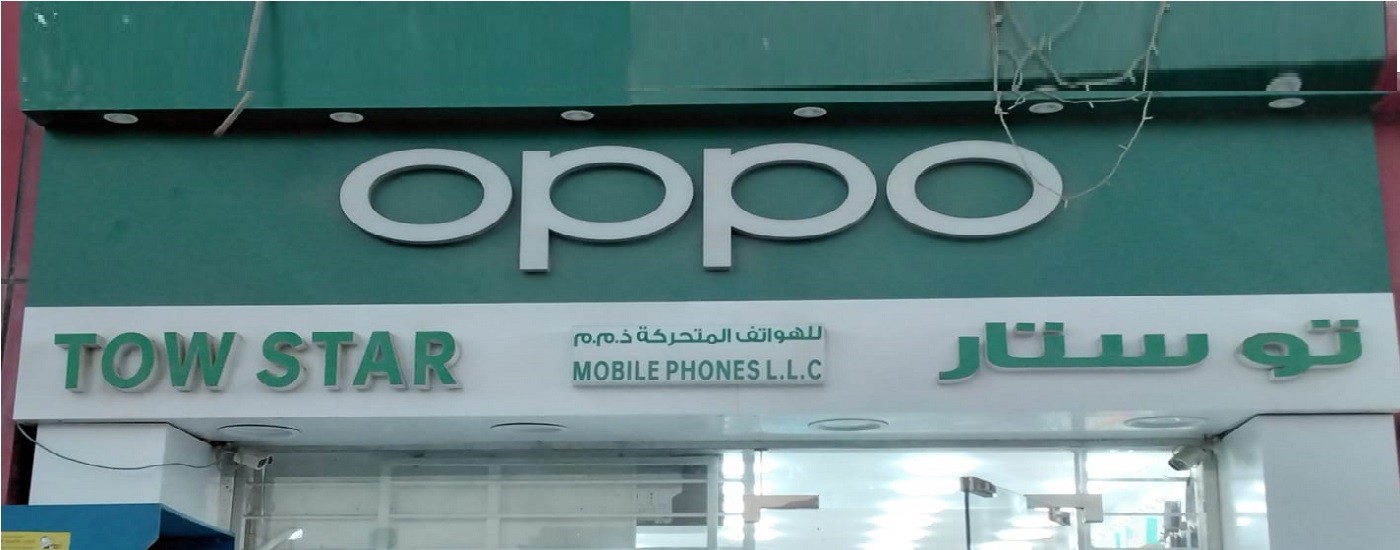 oppo
TOW STAR
للهواتف المتحركة ذ.م.م
MOBILE PHONES L.L.C
تو ستار